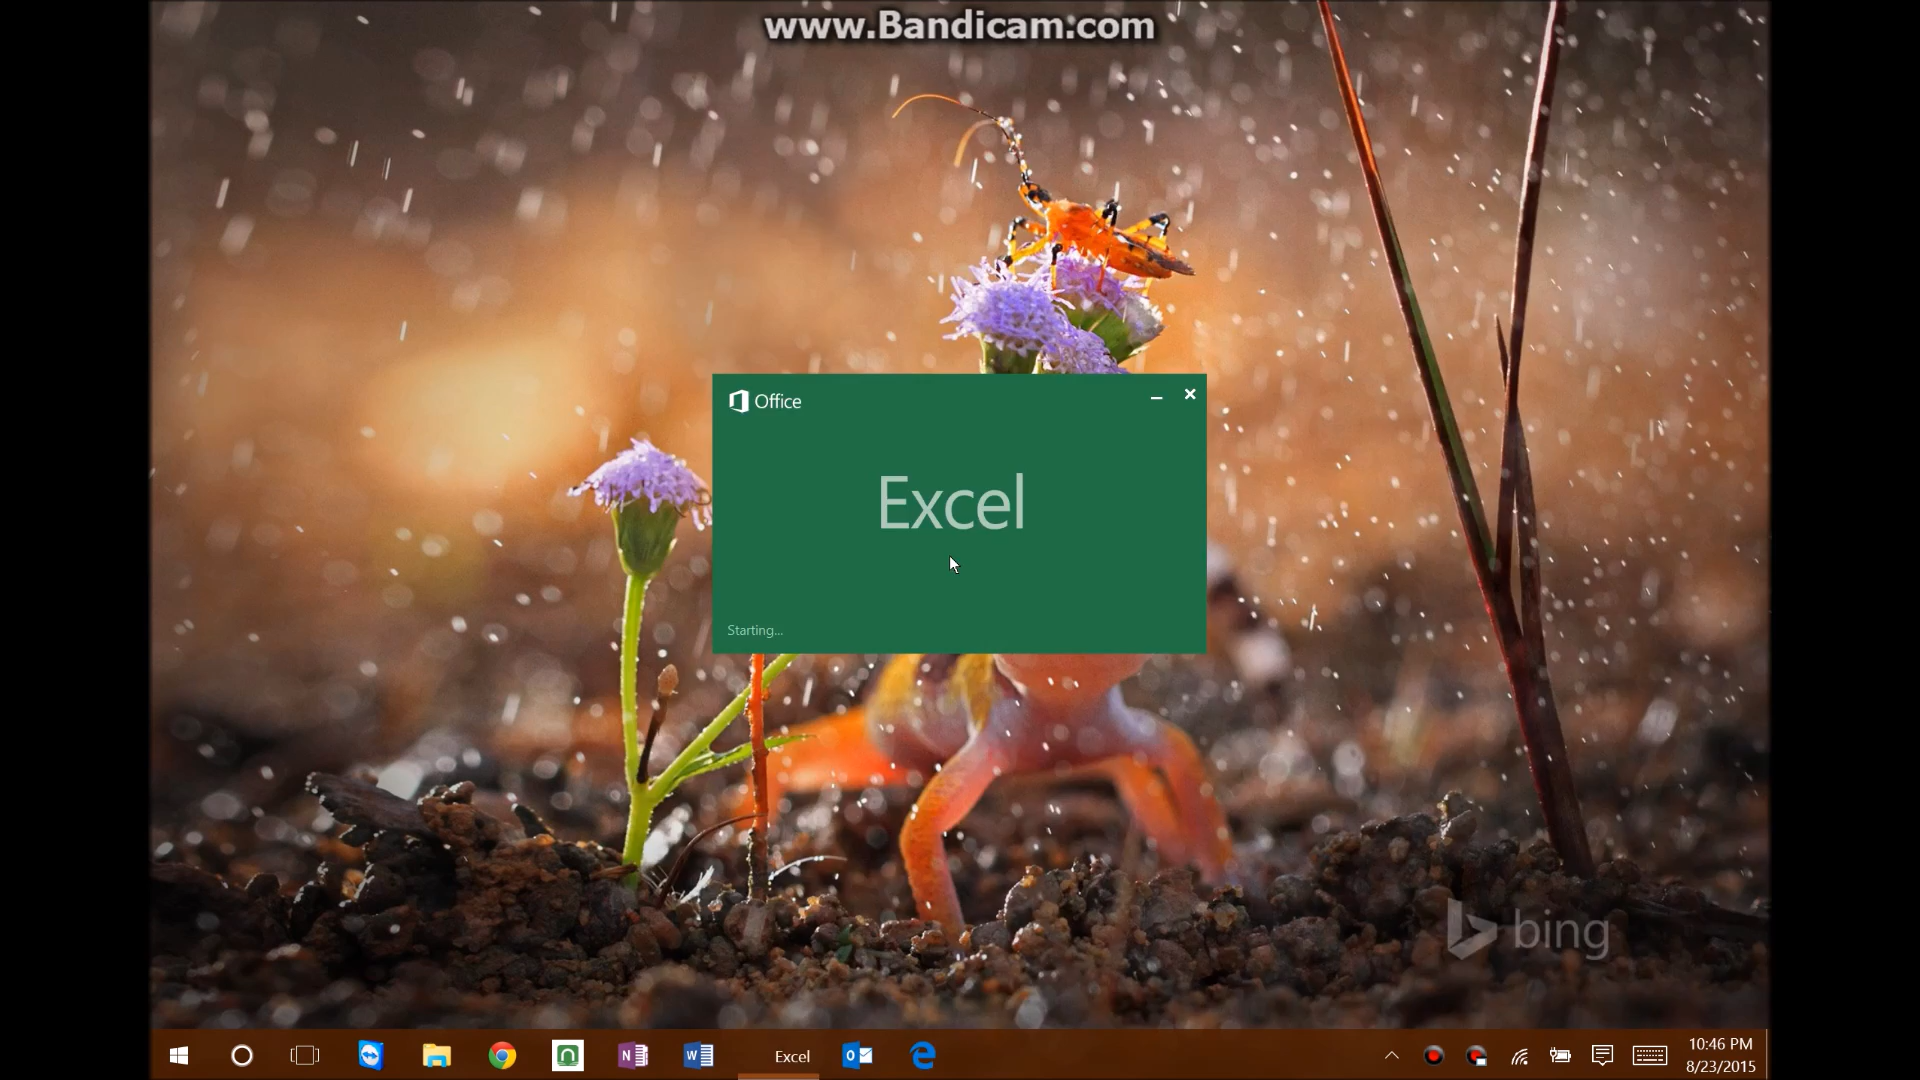 www.Bandicam.com
Office
Excel
Starting...
bing
N
W
Excel
O
10:46 PM
8/23/2015